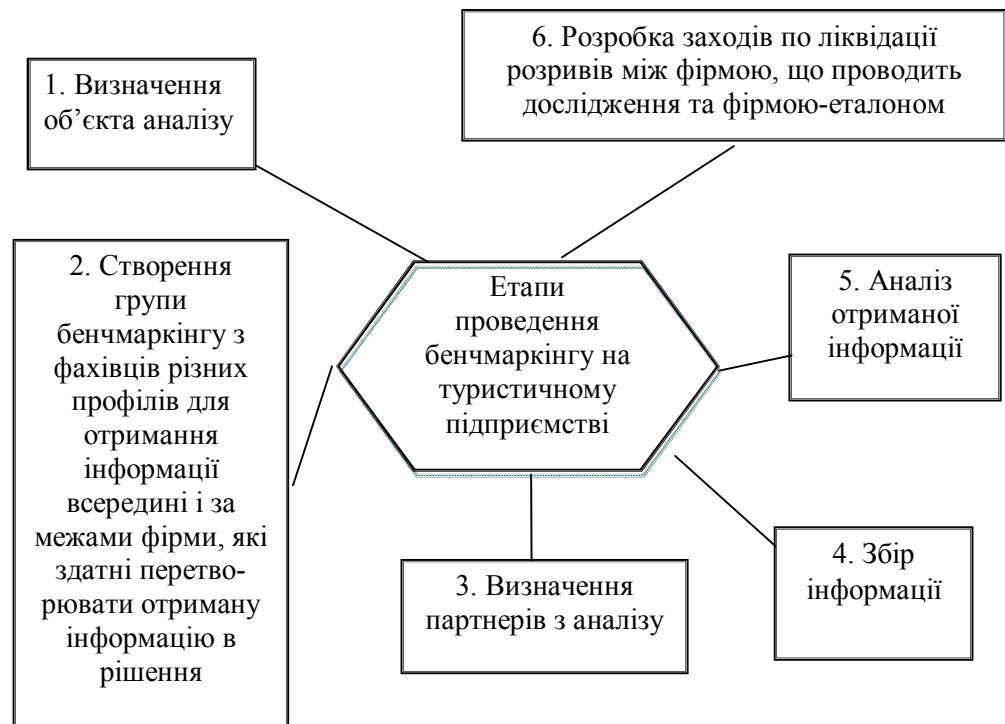 1. Визначення
об’єкта аналізу
6. Розробка заходів по ліквідації
розривів між фірмою, що проводить
дослідження та фірмою-еталоном
2. Створення
групи
бенчмаркінгу з
фахівців різних
профілів для
отримання
інформації
всередині і за
межами фірми, які
здатні перетво-
рювати отриману
інформацію в
рішення
Етапи
проведення
бенчмаркінгу на
туристичному
підприємстві
5. Аналіз
отриманої
інформації
3. Визначення
партнерів з аналізу
4. Збір
інформації